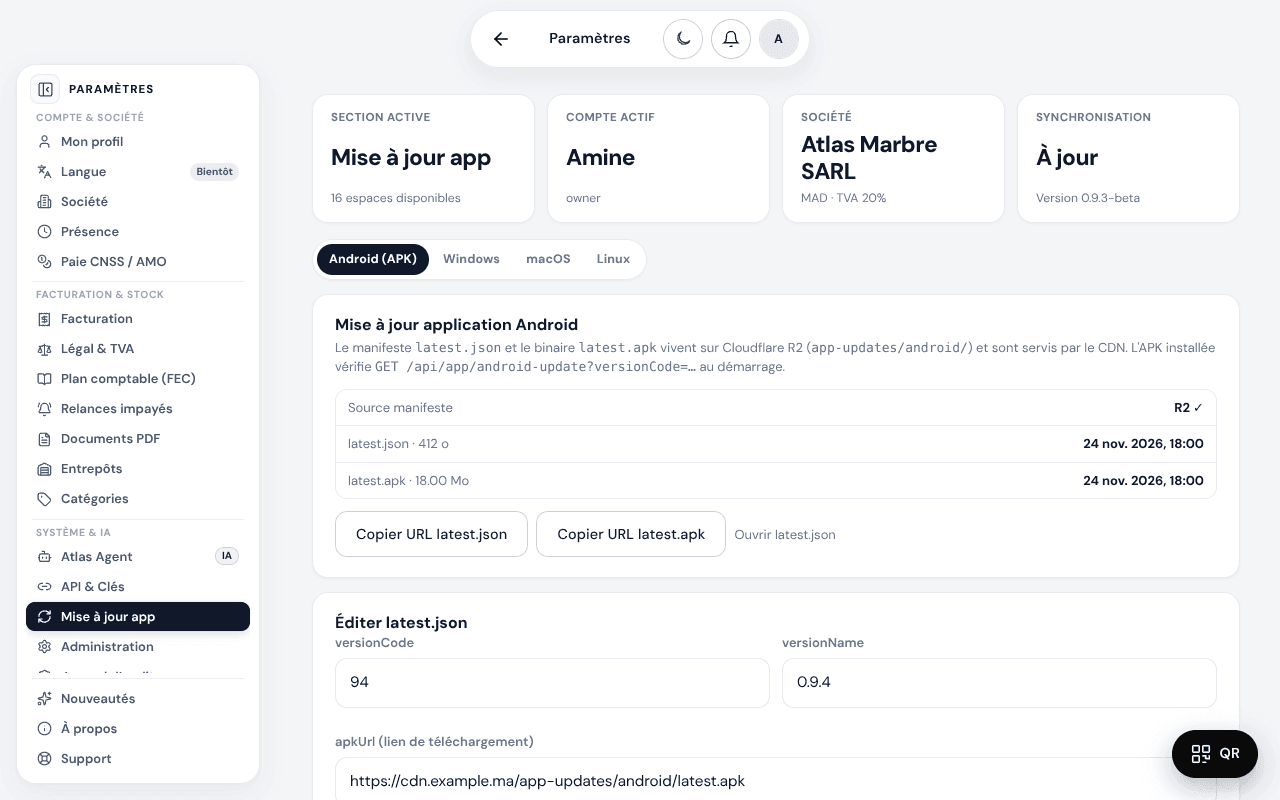 Paramètres
A
PARAMÈTRES
COMPTE & SOCIÉTÉ
Mon profil
Langue
Bientôt
Société
Présence
Paie CNSS / AMO
FACTURATION & STOCK
Facturation
Légal & TVA
Plan comptable (FEC)
Relances impayés
Documents PDF
Entrepôts
Catégories
SYSTÈME & IA
Atlas Agent
IA
API & Clés
Mise à jour app
Administration
Nouveautés
À propos
Support
SECTION ACTIVE
Mise à jour app
16 espaces disponibles
COMPTE ACTIF
Amine
owner
SOCIÉTÉ
Atlas Marbre
SARL
MAD · TVA 20%
SYNCHRONISATION
À jour
Version 0.9.3-beta
Android (APK)
Windows
macOS
Linux
Mise à jour application Android
Le manifeste latest.json et le binaire latest.apk vivent sur Cloudflare R2 (app-updates/android/) et sont servis par le CDN. L'APK installée
vérifie GET /api/app/android-update?versionCode=… au démarrage.
Source manifeste
R2 ✓
latest.json · 412 o
24 nov. 2026, 18:00
latest.apk · 18.00 Mo
24 nov. 2026, 18:00
Copier URL latest.json
Copier URL latest.apk
Ouvrir latest.json
Éditer latest.json
versionCode
versionName
94
0.9.4
apkUrl (lien de téléchargement)
https://cdn.example.ma/app-updates/android/latest.apk
QR